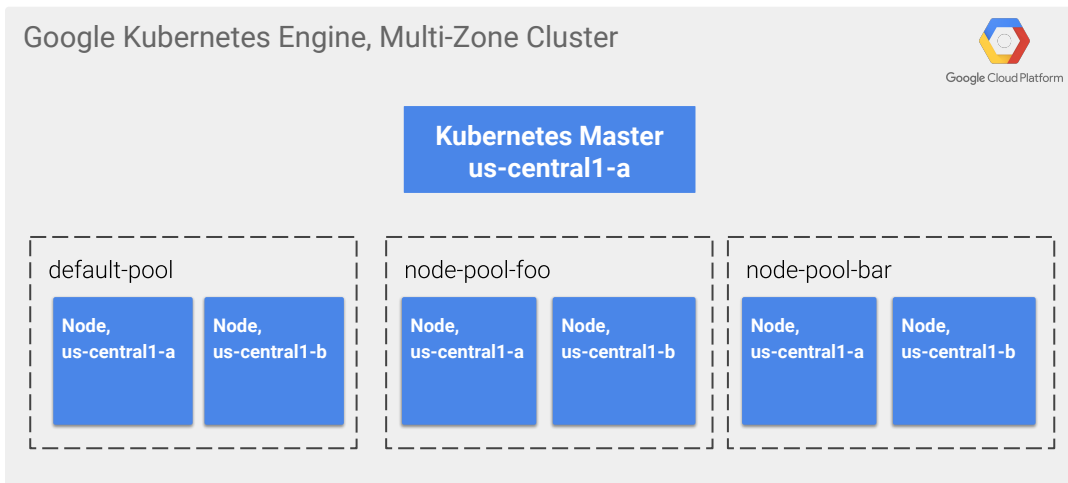 Google Kubernetes Engine, Multi-Zone Cluster
Google Cloud Platform
Kubernetes Master
us-central1-a
default-pool
Node,
us-central1-a
Node,
us-central1-b
node-pool-foo
Node,
us-central1-a
Node,
us-central1-b
node-pool-bar
Node,
us-central1-a
Node,
us-central1-b